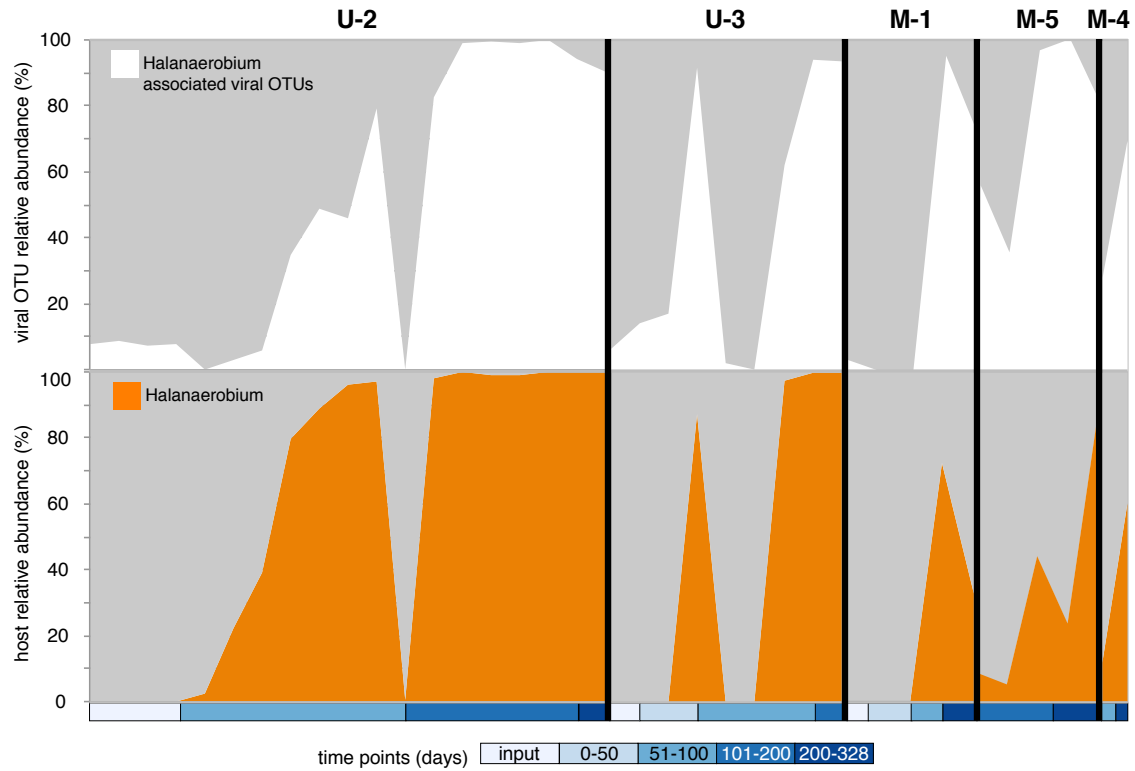 U-2 U-3 M-1 M-5 M-4
viral OTU relative abundance (%)
100
80
60
40
20
Halanaerobium
associated viral OTUs
host relative abundance (%)
100
80
60
40
20
0
Halanaerobium
time points (days) input 0-50 51-100 101-200 200-328